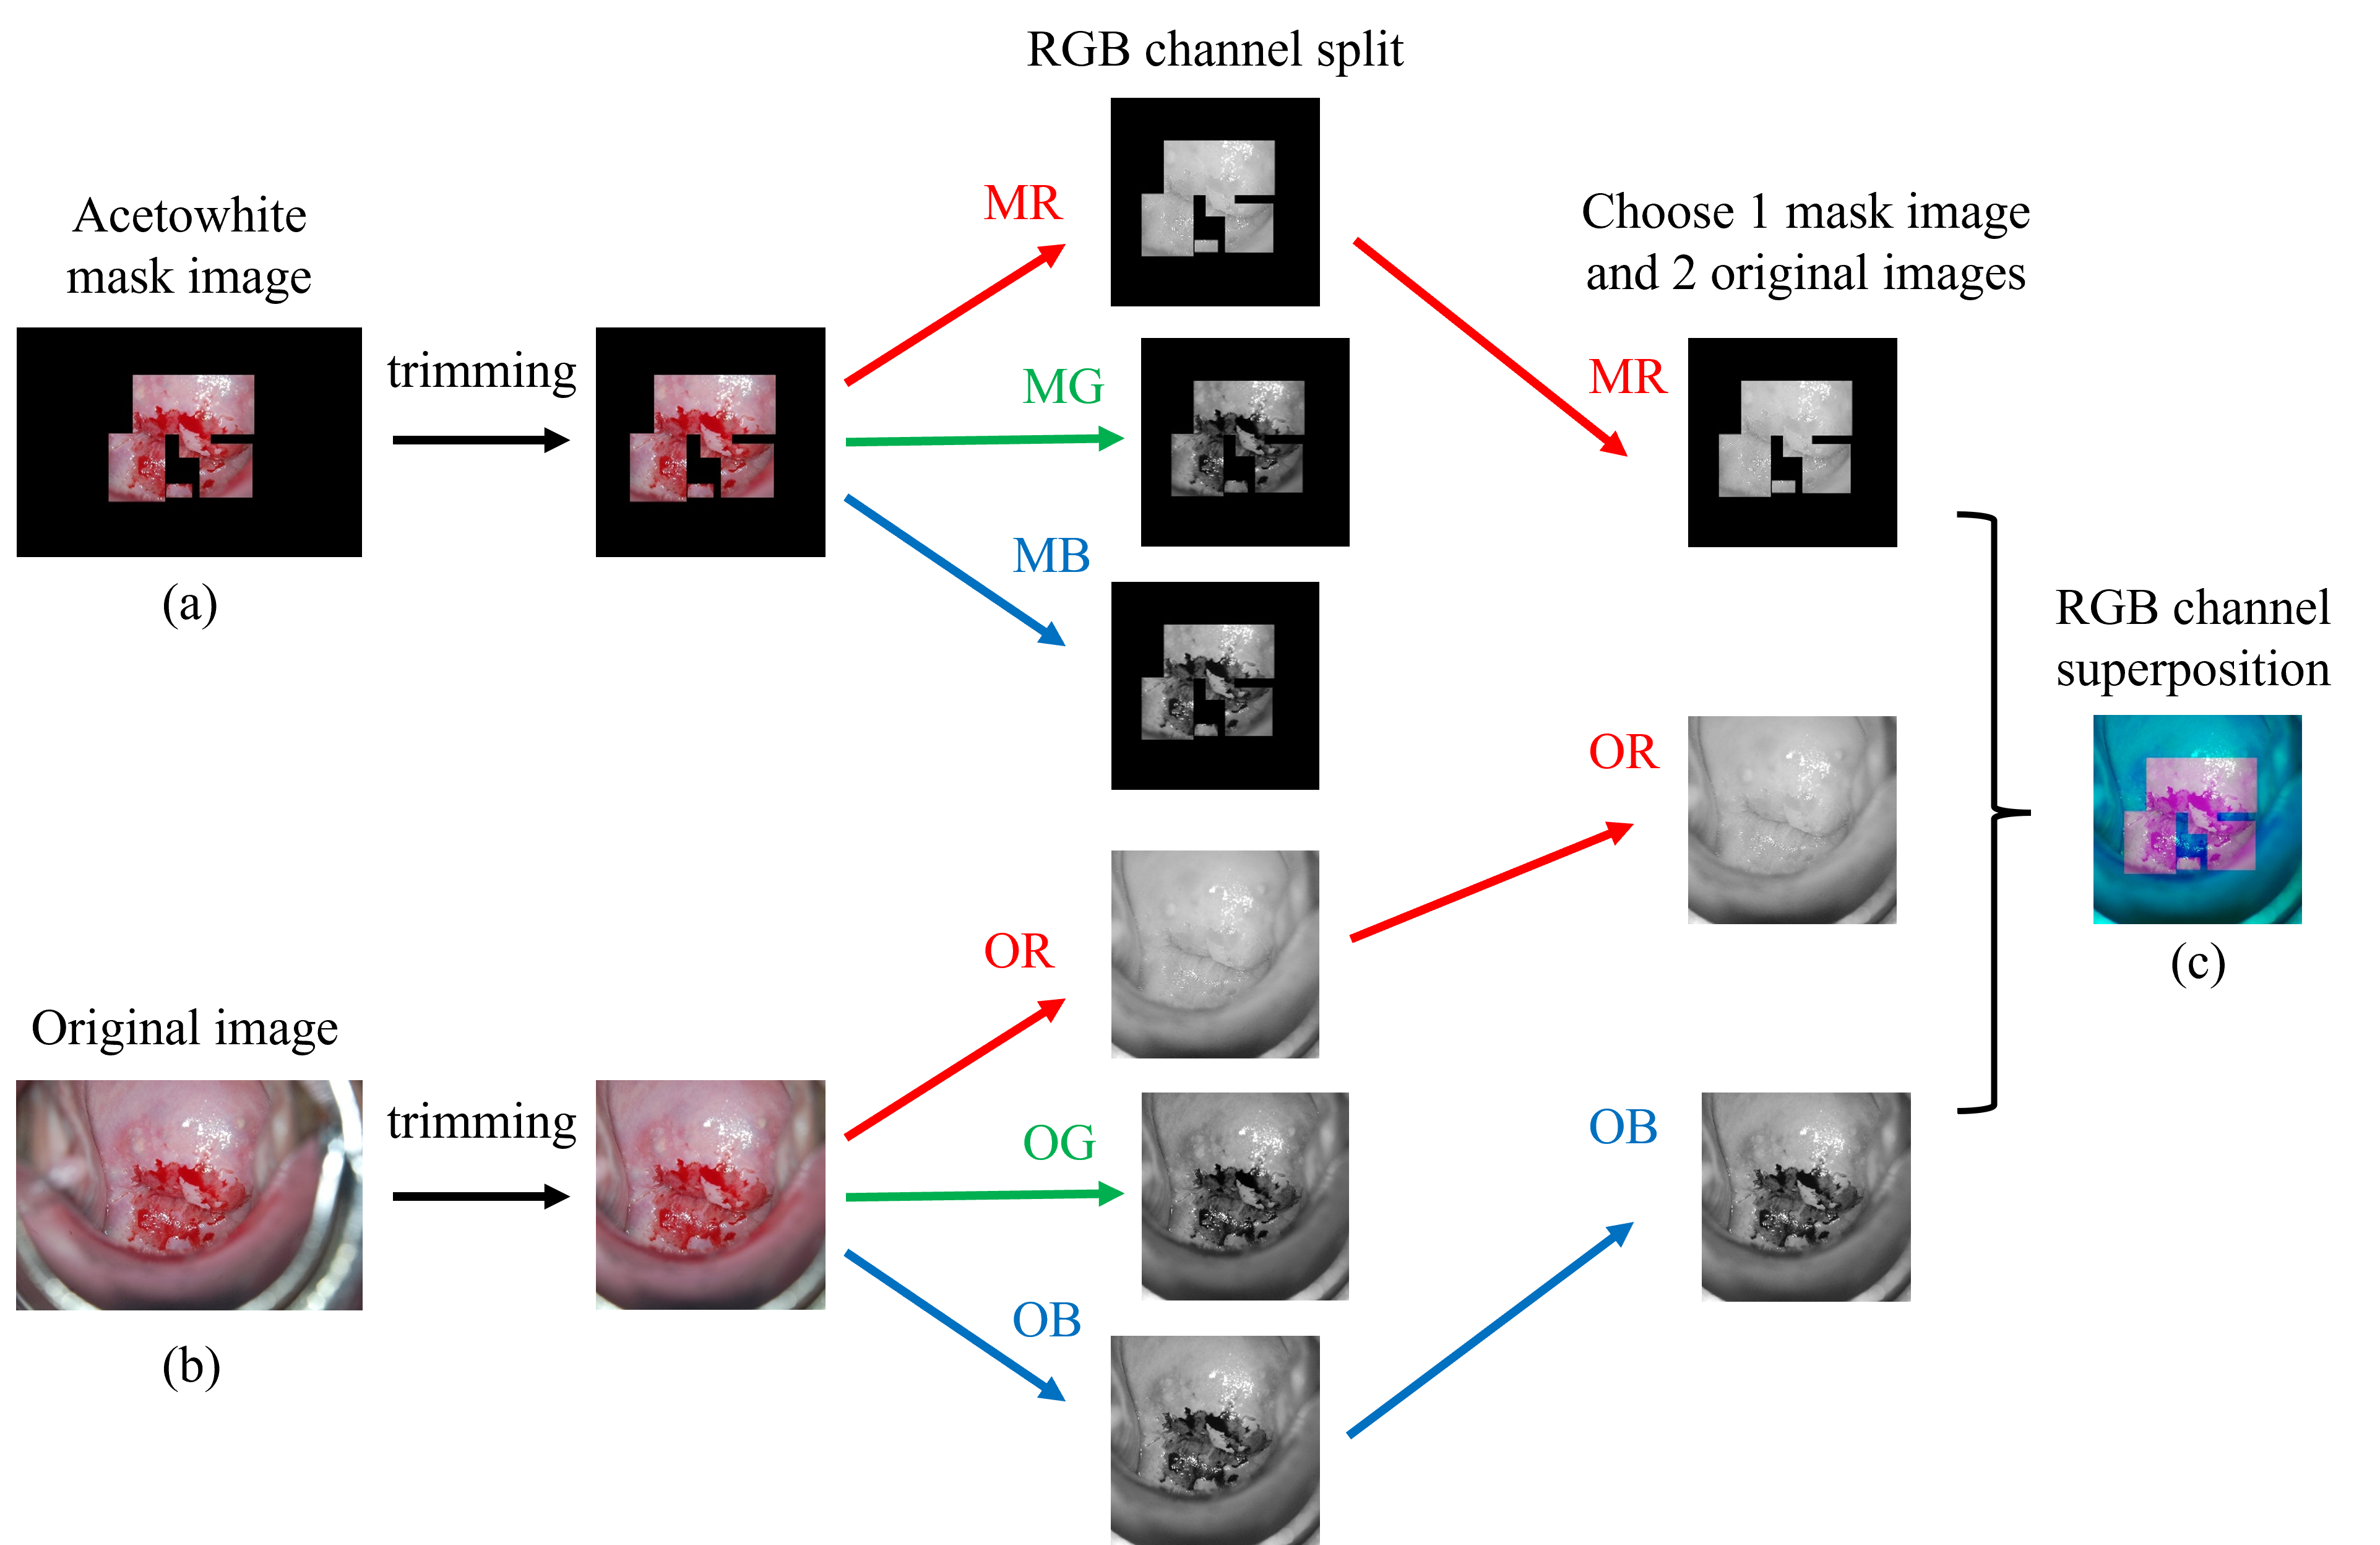 RGB channel split
Acetowhite
mask image
trimming
MR
MG
MB
(a)
Choose 1 mask image
and 2 original images
MR
OR
OB
RGB channel
superposition
(c)
Original image
trimming
OR
OG
OB
(b)